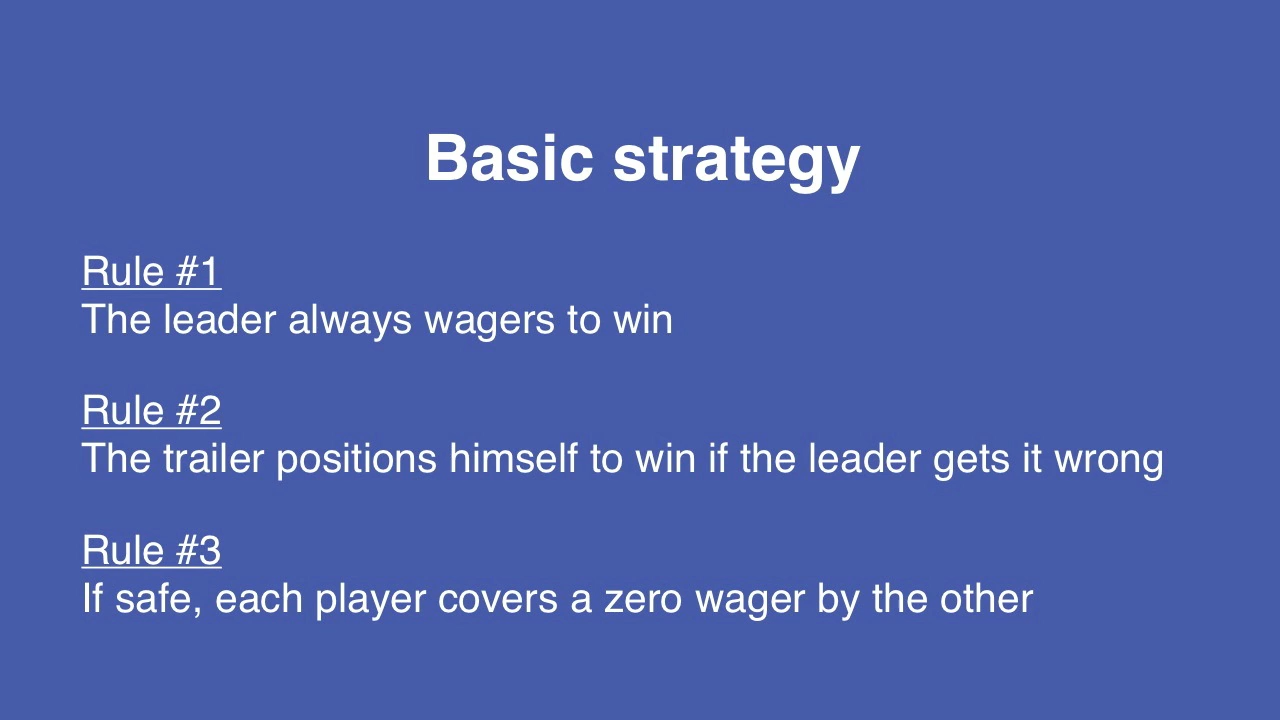 Basic strategy
Rule #1
The leader always wagers to win
Rule #2
The trailer positions himself to win if the leader gets it wrong
Rule #3
If safe, each player covers a zero wager by the other